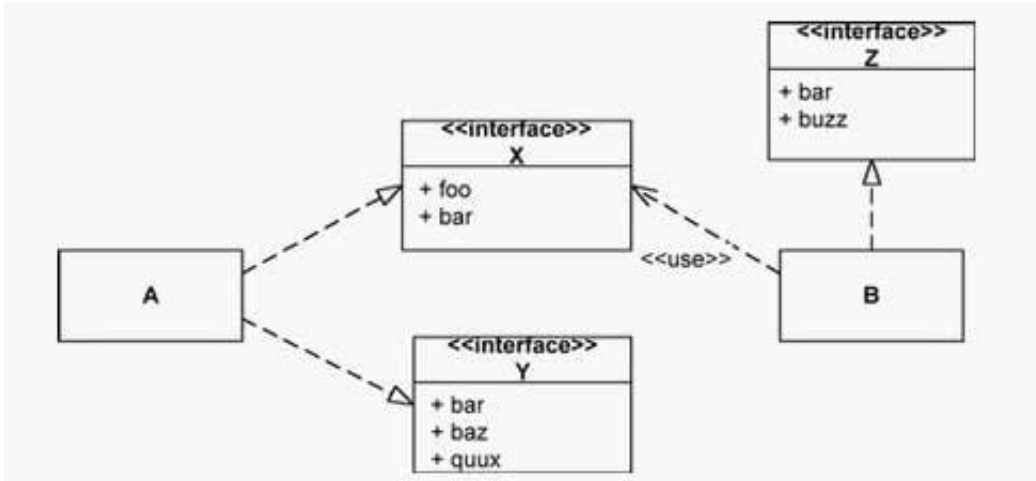 <<interface>>
Z
+ bar
+ buzz
<<interface>>
X
+ foo
+ bar
<<use>>
A
B
<<interface>>
Y
+ bar
+ baz
+ quux